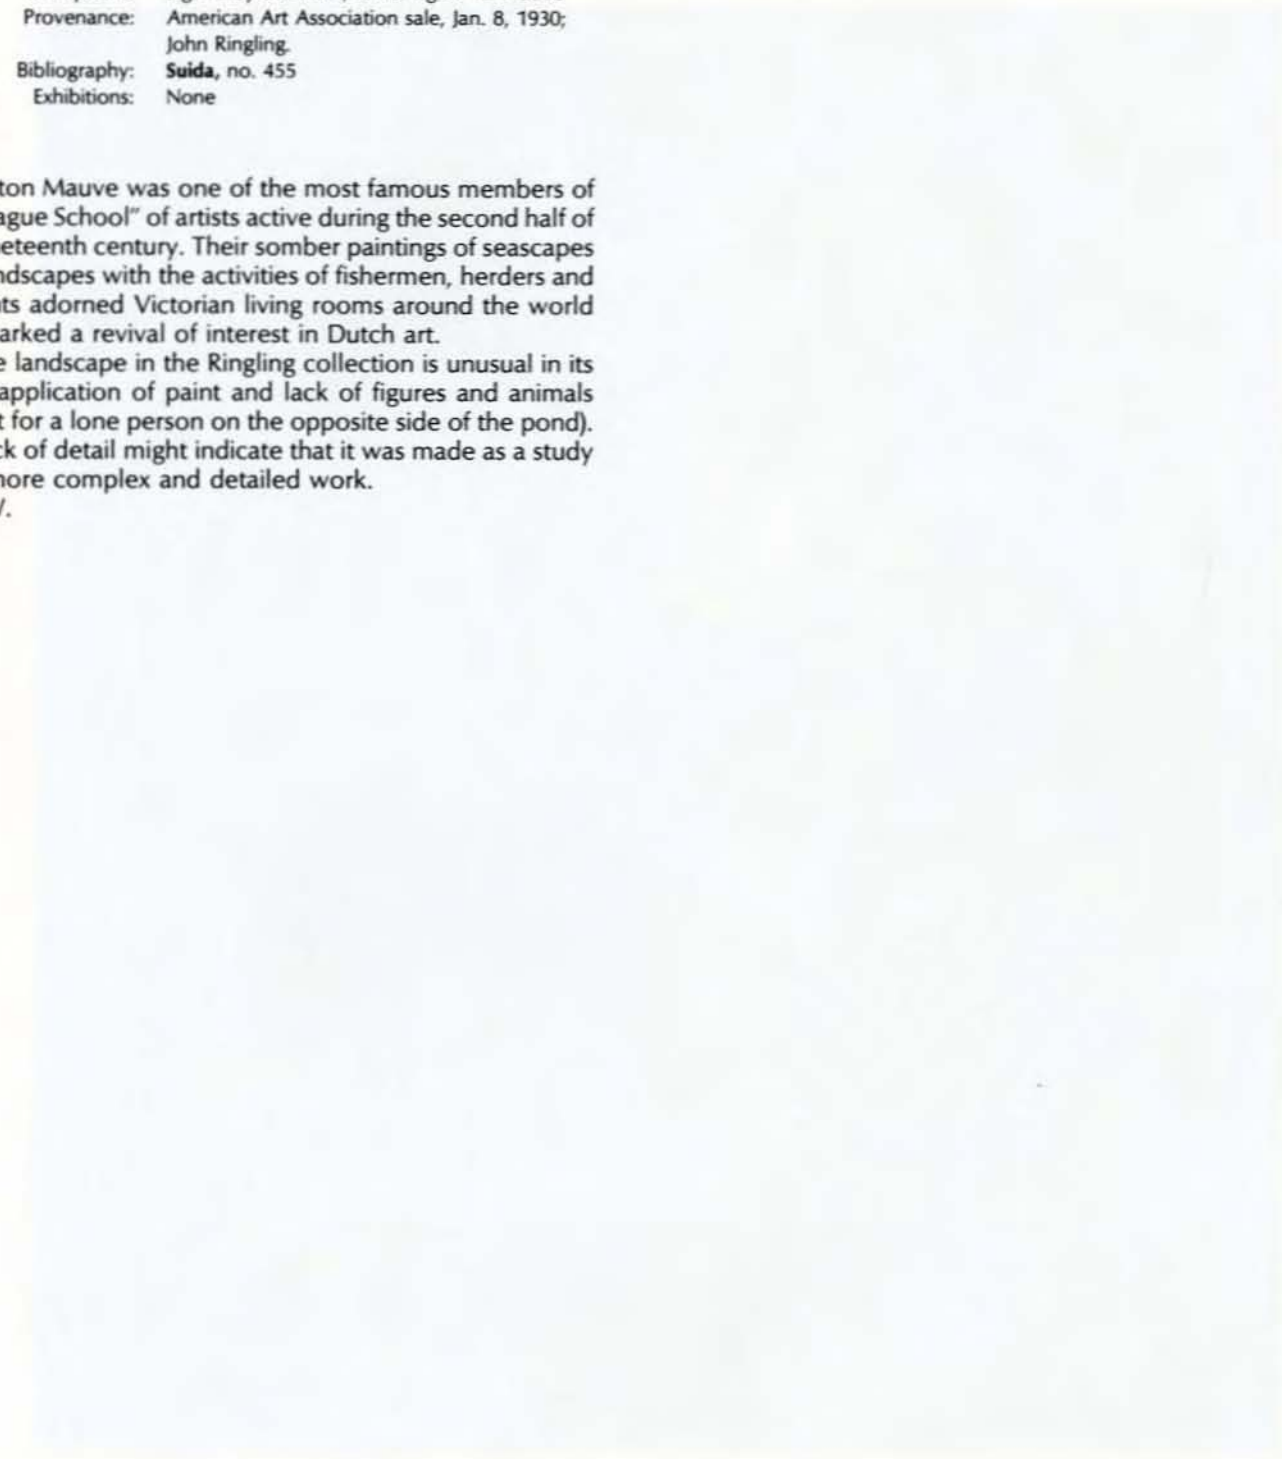 Provenance: American Art Association sale, Jan. 8, 1930;
John Ringling.
Bibliography: Suida, no. 455
Exhibitions: None
ton Mauve was one of the most famous members of
ague School" of artists active during the second half of
eteenth century. Their somber paintings of seascapes
ndscapes with the activities of fishermen, herders and
ts adorned Victorian living rooms around the world
arked a revival of interest in Dutch art.
e landscape in the Ringling collection is unusual in its
application of paint and lack of figures and animals
t for a lone person on the opposite side of the pond).
ck of detail might indicate that it was made as a study
more complex and detailed work.